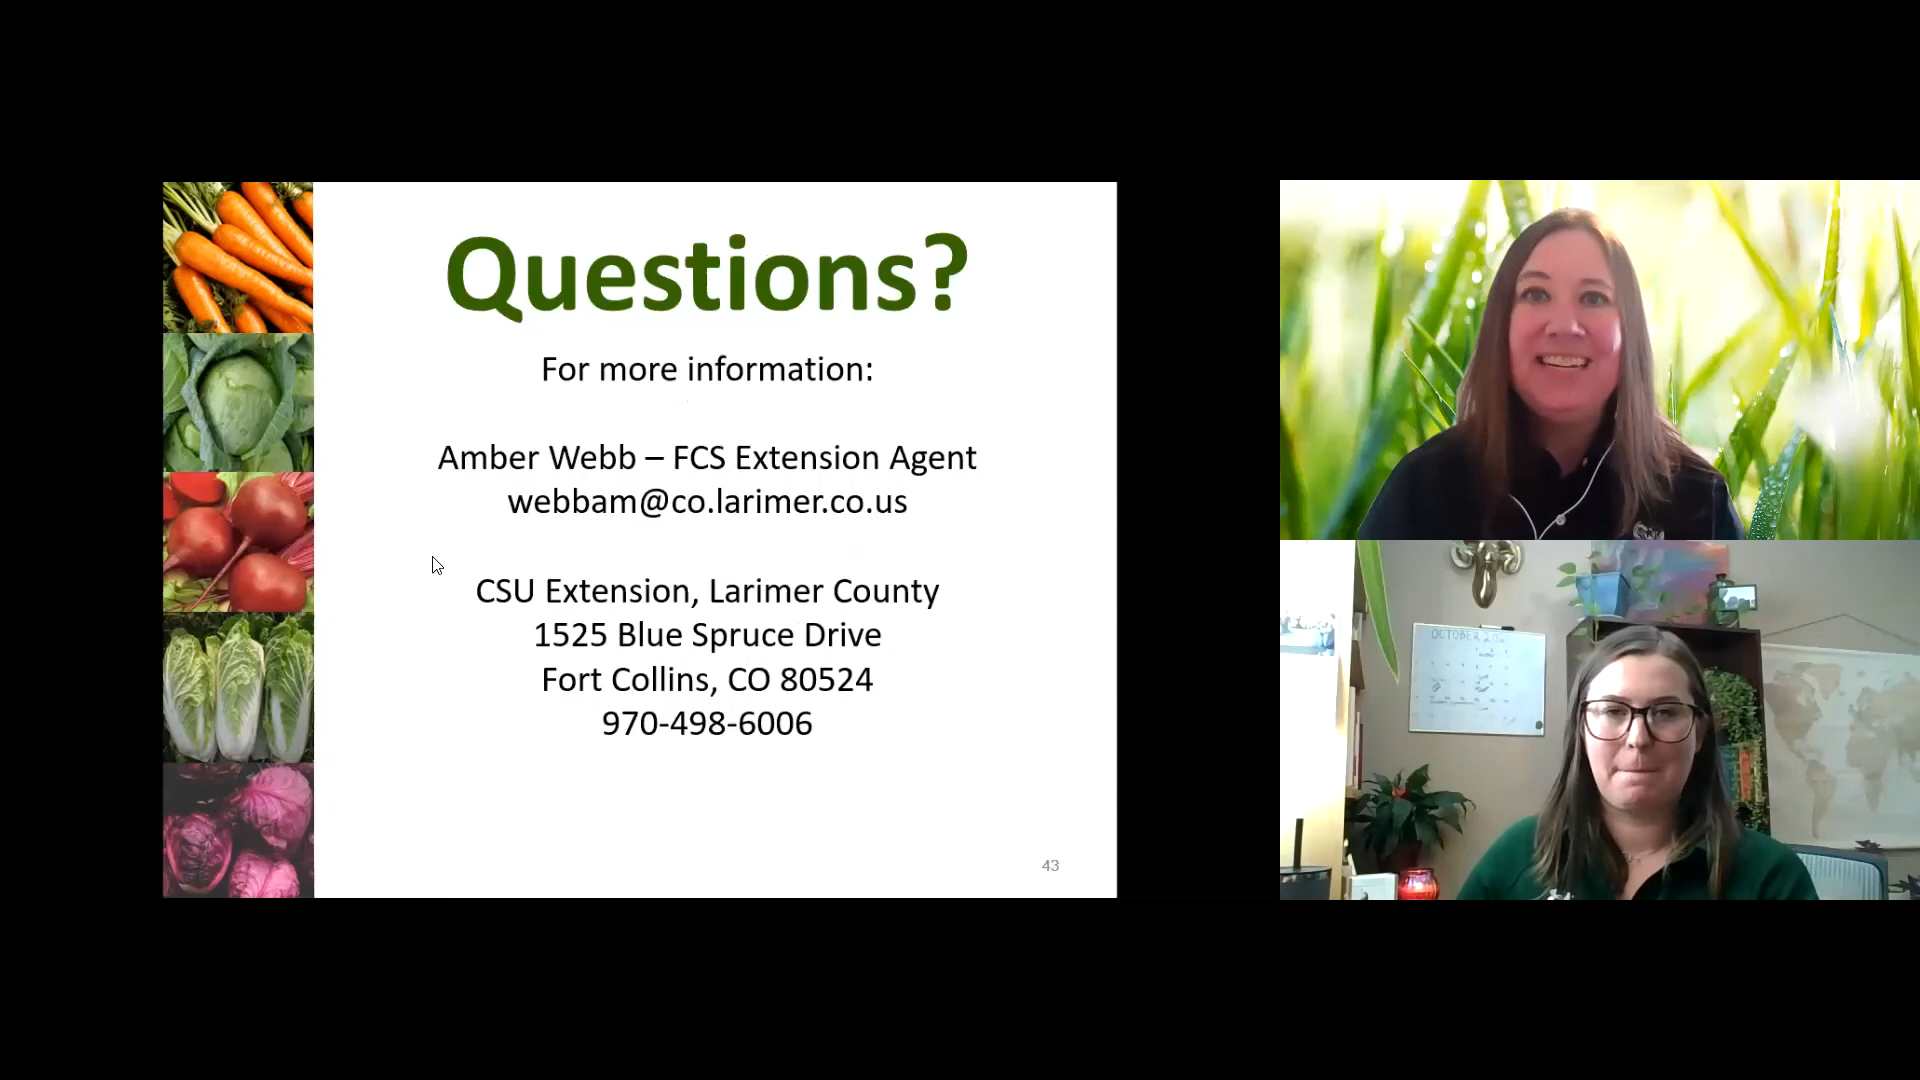 Questions?
For more information:
Amber Webb – FCS Extension Agent
webbam@co.larimer.co.us
CSU Extension, Larimer County
1525 Blue Spruce Drive
Fort Collins, CO 80524
970-498-6006
43
OCTOBER